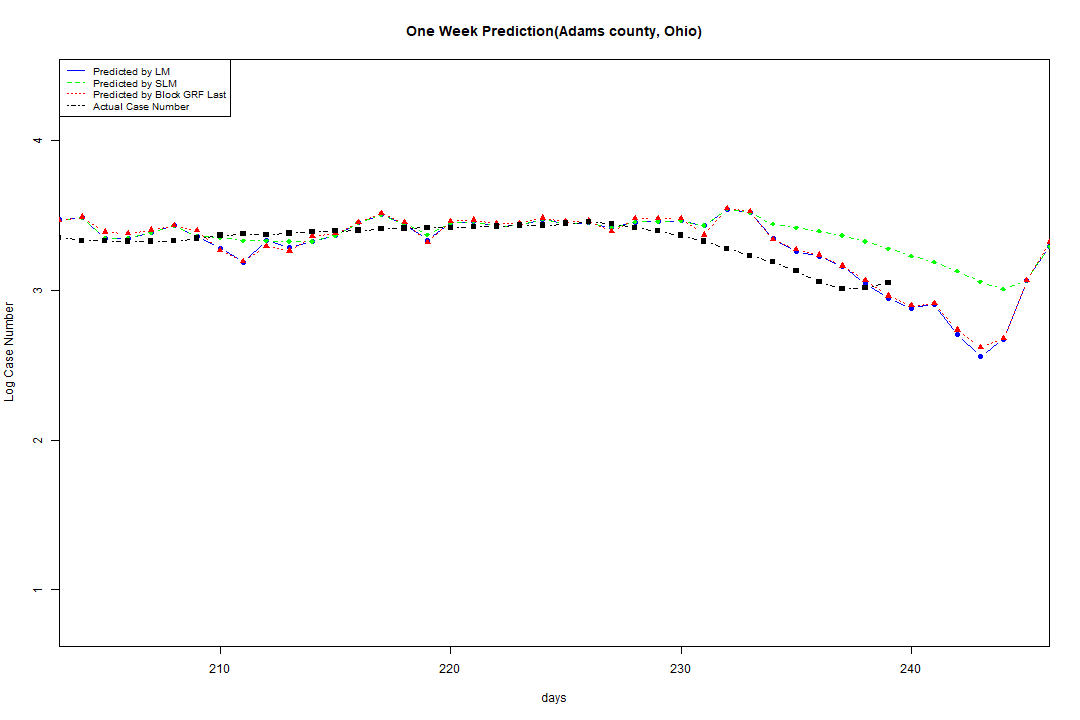 One Week Prediction(Adams county, Ohio)
Predicted by LM
Predicted by SLM
Predicted by Block GRF Last
Actual Case Number
4
3
2
1
Log Case Number
210
220
230
240
days